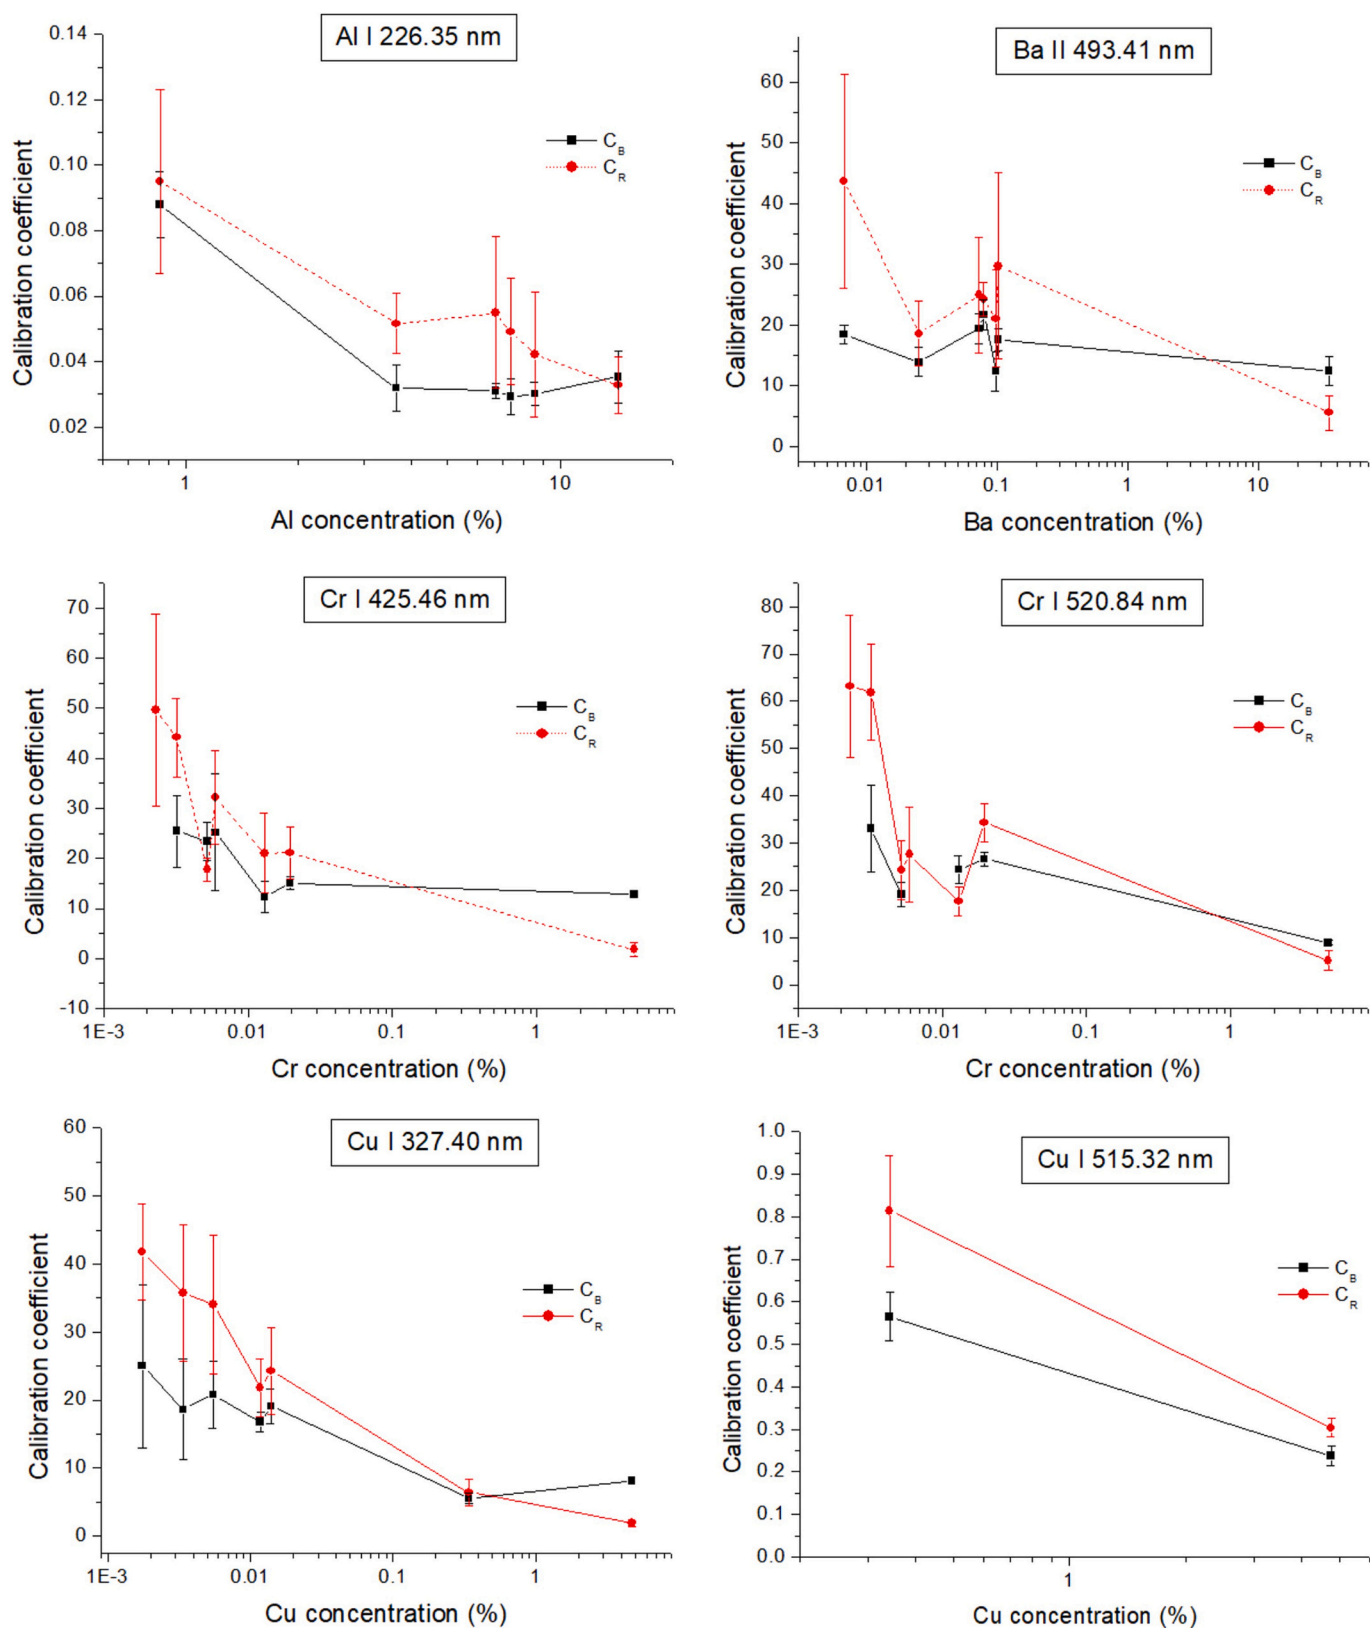 Al I 226.35 nm
0.14
0.12
0.10
0.08
0.06
0.04
0.02
Calibration coefficient
C_B
C_R
1 10
Al concentration (%)
Ba II 493.41 nm
60
50
40
30
20
10
0
Calibration coefficient
C_B
C_R
0.01 0.1 1 10
Ba concentration (%)
Cr I 425.46 nm
70
60
50
40
30
20
10
0
-10
Calibration coefficient
C_B
C_R
1E-3 0.01 0.1 1
Cr concentration (%)
Cr I 520.84 nm
80
70
60
50
40
30
20
10
0
Calibration coefficient
C_B
C_R
1E-3 0.01 0.1 1
Cr concentration (%)
Cu I 327.40 nm
60
50
40
30
20
10
0
Calibration coefficient
C_B
C_R
1E-3 0.01 0.1 1
Cu concentration (%)
Cu I 515.32 nm
1.0
0.9
0.8
0.7
0.6
0.5
0.4
0.3
0.2
0.1
0.0
Calibration coefficient
C_B
C_R
1
Cu concentration (%)